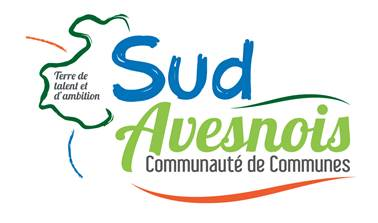 Terre de
talent et
d'ambition
Sud
Avesnois
Communauté de Communes